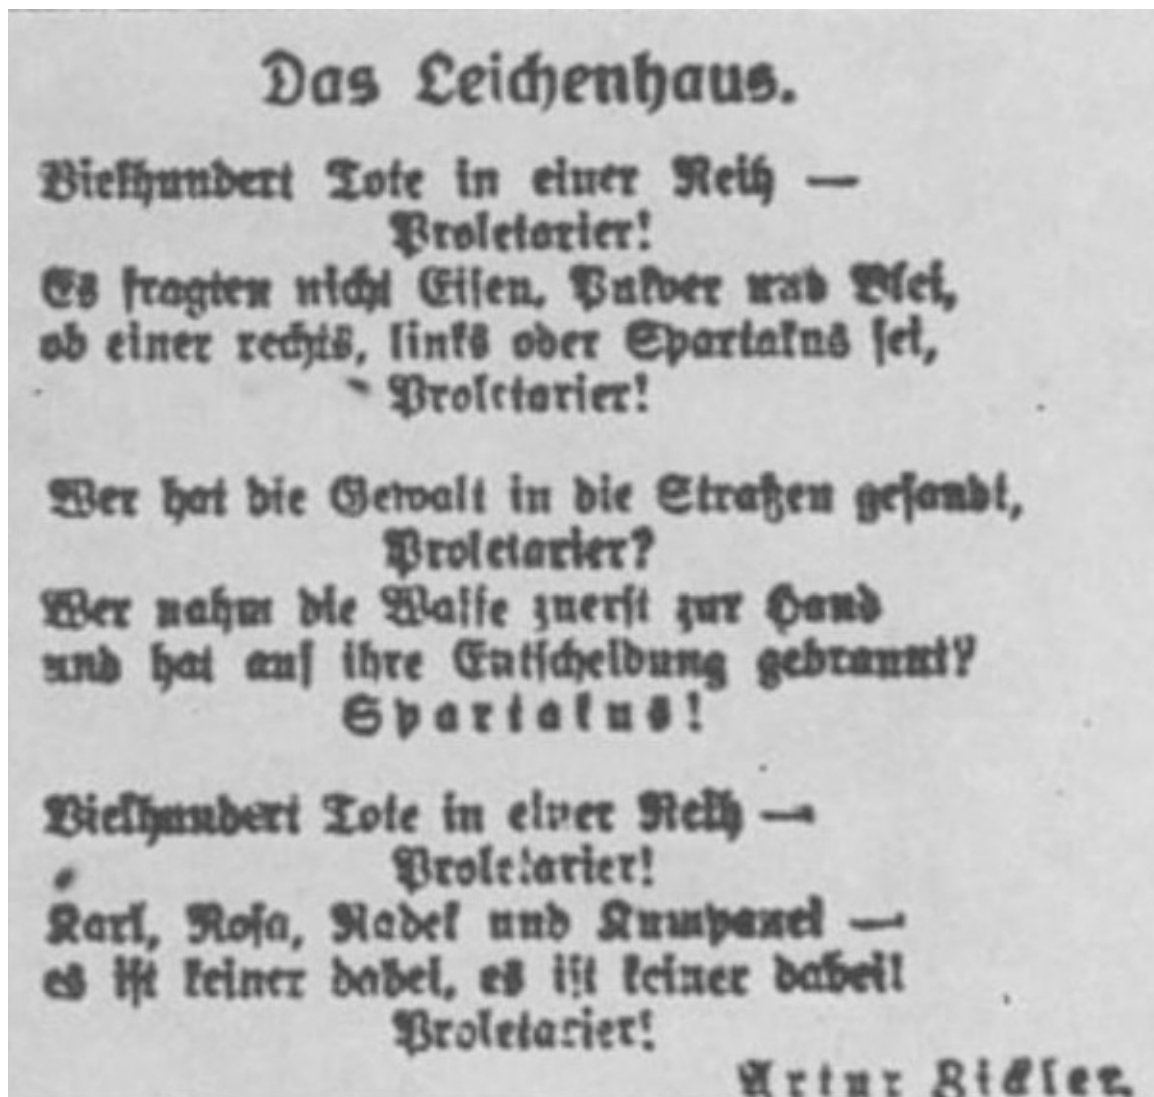 Das Leichenhaus.
Vielhundert Tote in einer Reih —
Proletarier!
Es fragten nicht Eisen, Pulver und Blei,
ob einer rechts, links oder Spartakus sei,
Proletarier!
Wer hat die Gewalt in die Straßen gesandt,
Proletarier?
Wer nahm die Waffe zuerst zur Hand
und hat auf ihre Entscheidung gebrannt?
Spartakus!
Vielhundert Tote in einer Reih —
Proletarier!
Karl, Rosa, Radek und Kumpanei —
es ist keiner dabei, es ist keiner dabei!
Proletarier!
Artur Zickler.